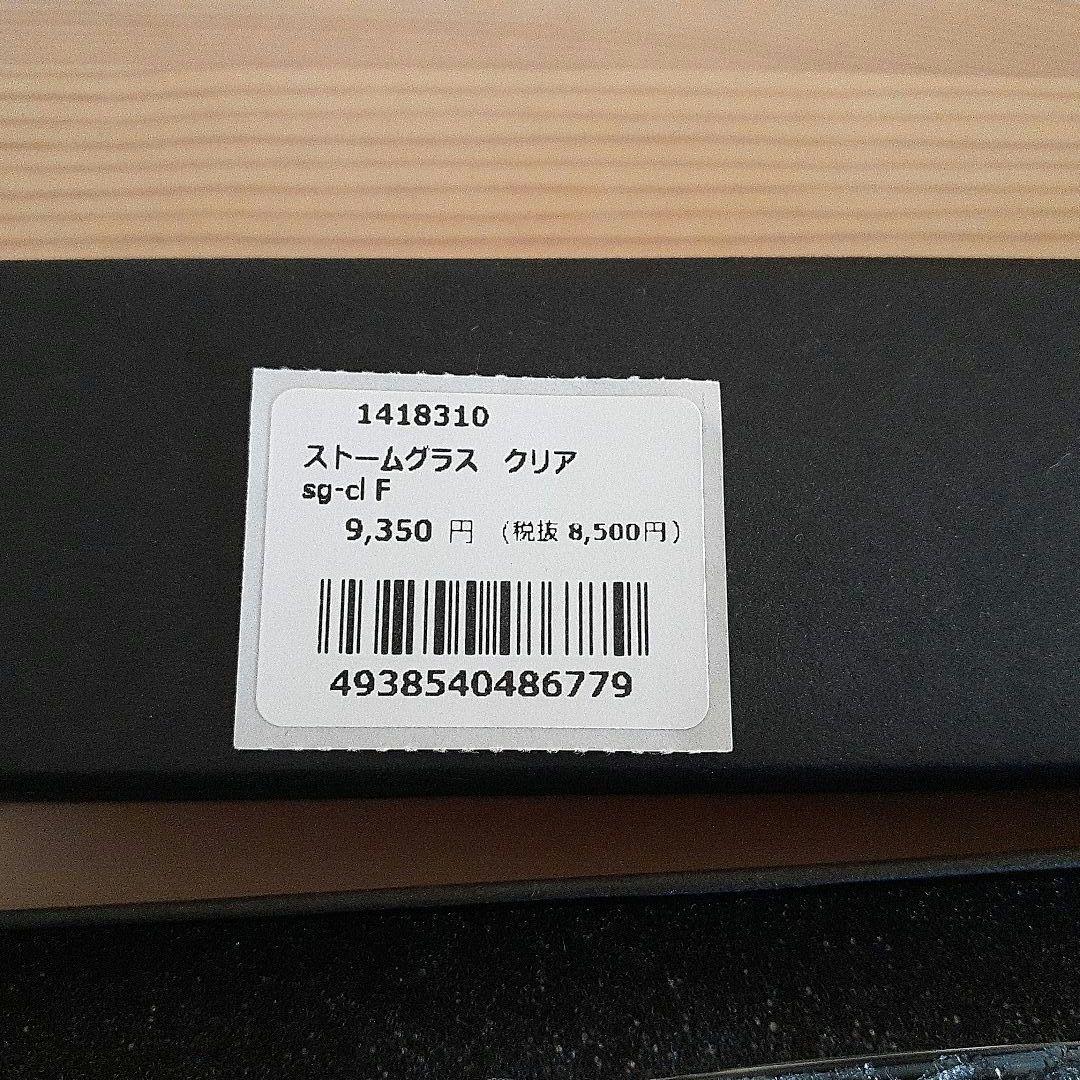 1418310
ストームグラス クリア
sg-cl F
9,350 円 (税抜 8,500円)
4938540486779